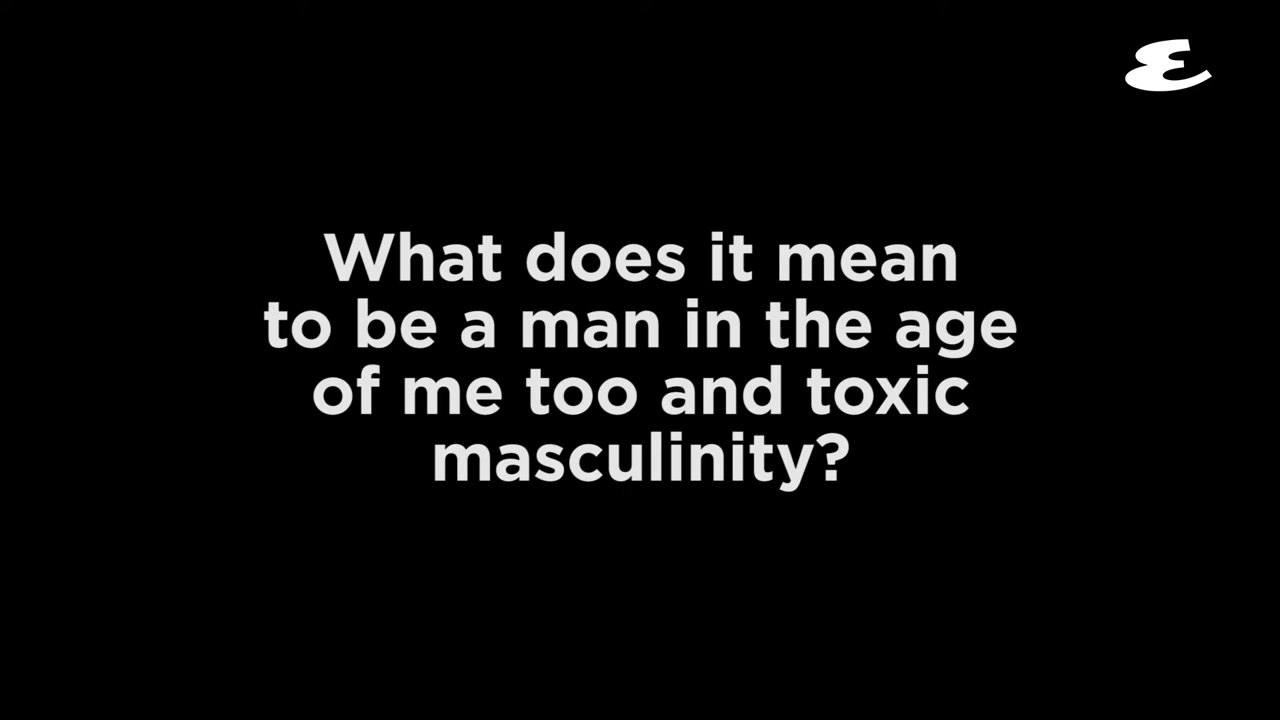 What does it mean
to be a man in the age
of me too and toxic
masculinity?